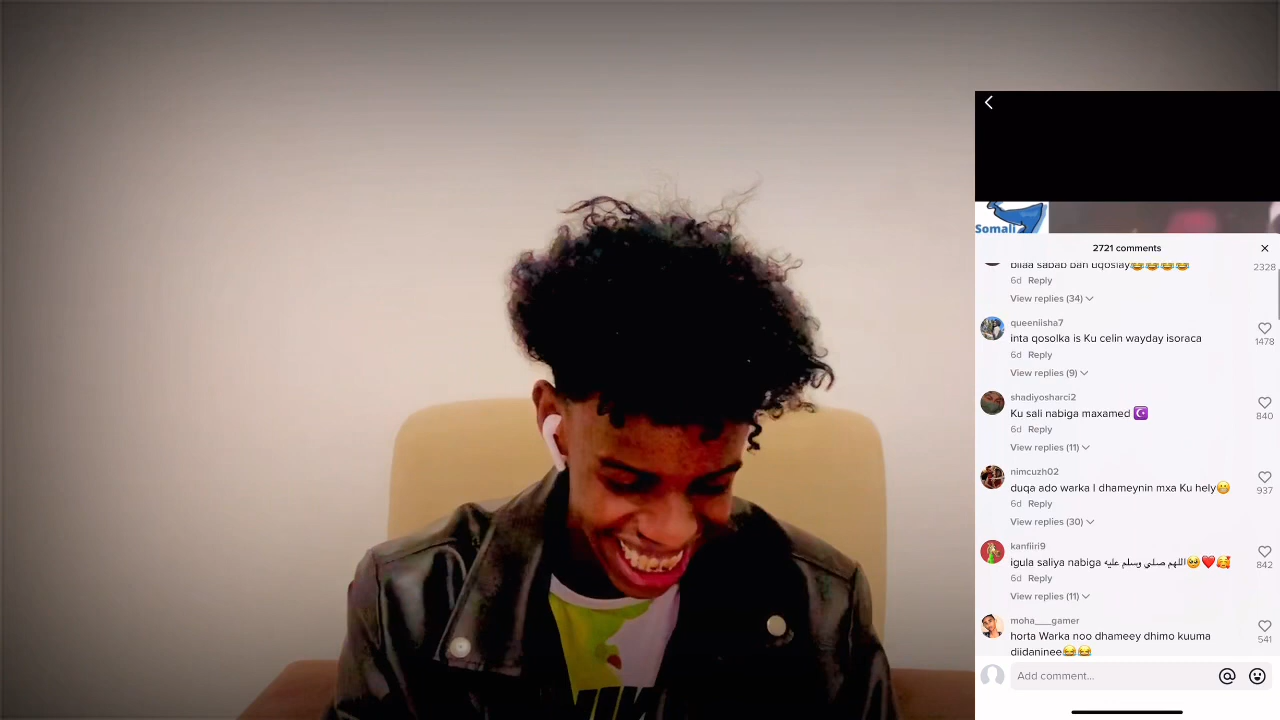 Somali
2721 comments
bilaa sabab ban uqoslay😂😂😂😂
2328
6d Reply
View replies (34)
queeniisha7
inta qosolka is Ku celin wayday isoraca
1478
6d Reply
View replies (9)
shadiyosharci2
Ku sali nabiga maxamed ☪️
840
6d Reply
View replies (11)
nimcuzh02
duqa ado warka I dhameynin mxa Ku hely😁
937
6d Reply
View replies (30)
kanfiiri9
igula saliya nabiga اللهم صلي وسلم عليه🥺❤️🥰
842
6d Reply
View replies (11)
moha___gamer
horta Warka noo dhameey dhimo kuuma
541
diidaninee😂😂
Add comment...